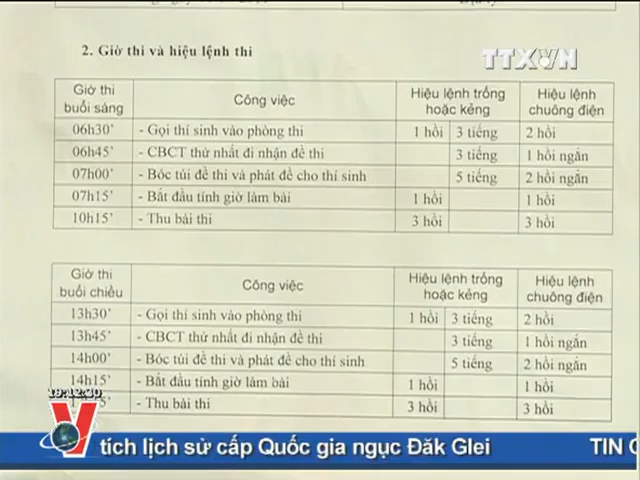 2. Giờ thi và hiệu lệnh thi
TTXVN
Giờ thi buổi sáng Công việc Hiệu lệnh trống hoặc kẻng Hiệu lệnh chuông điện
06h30' - Gọi thí sinh vào phòng thi 1 hồi 3 tiếng 2 hồi
06h45' - CBCT thứ nhất đi nhận đề thi 3 tiếng 1 hồi ngắn
07h00' - Bóc túi đề thi và phát đề cho thí sinh 5 tiếng 2 hồi ngắn
07h15' - Bắt đầu tính giờ làm bài 1 hồi 1 hồi
10h15' - Thu bài thi 3 hồi 3 hồi
Giờ thi buổi chiều Công việc Hiệu lệnh trống hoặc kẻng Hiệu lệnh chuông điện
13h30' - Gọi thí sinh vào phòng thi 1 hồi 3 tiếng 2 hồi
13h45' - CBCT thứ nhất đi nhận đề thi 3 tiếng 1 hồi ngắn
14h00' - Bóc túi đề thi và phát đề cho thí sinh 5 tiếng 2 hồi ngắn
14h15' - Bắt đầu tính giờ làm bài 1 hồi 1 hồi
- Thu bài thi 3 hồi 3 hồi
19:12:30
V
tích lịch sử cấp Quốc gia ngục Đăk Glei TIN